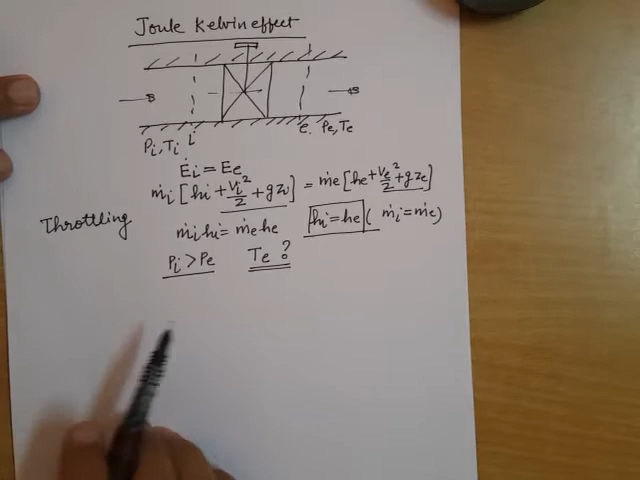 Joule Kelvin effect
Pi, Ti i
e. Pe, Te
Ėi = Ėe
ṁi [hi + Vi²/2 + gzi] = ṁe [he + Ve²/2 + gze]
Throttling
ṁi hi = ṁe he hi = he ( ṁi = ṁe)
Pi > Pe Te ?